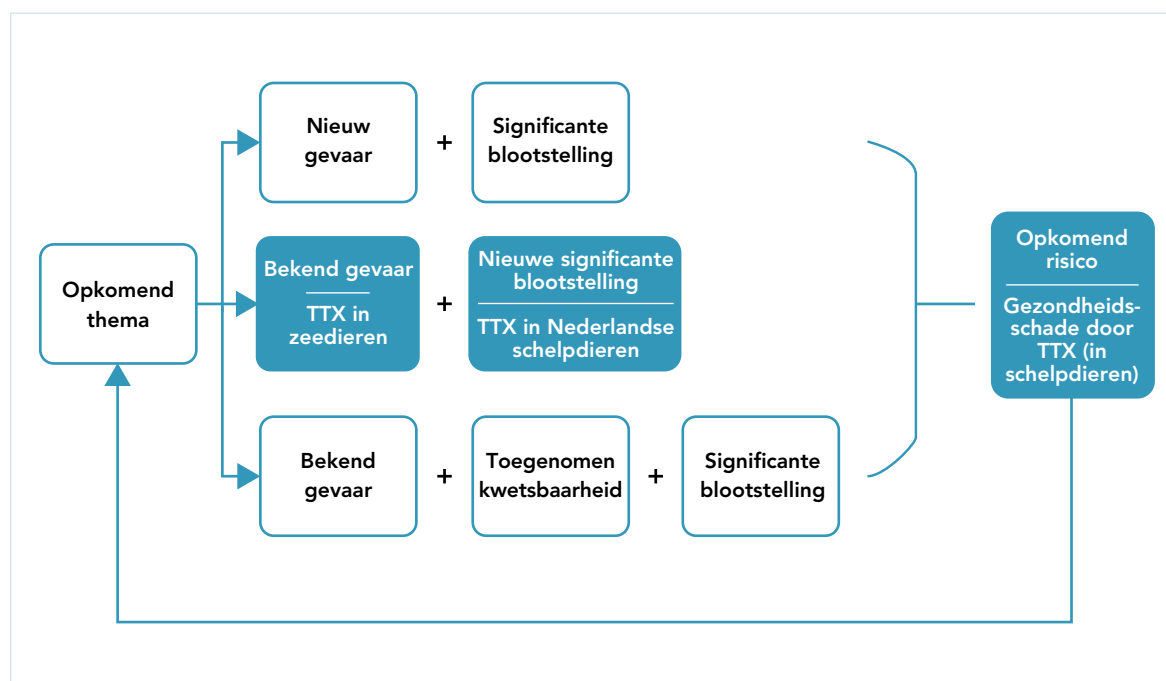 Nieuw
gevaar
+
Significante
blootstelling
Opkomend
thema
Bekend gevaar
TTX in
zeedieren
+
Nieuwe significante
blootstelling
TTX in Nederlandse
schelpdieren
Opkomend
risico
Gezondheids-
schade door
TTX (in
schelpdieren)
Bekend
gevaar
+
Toegenomen
kwetsbaarheid
+
Significante
blootstelling